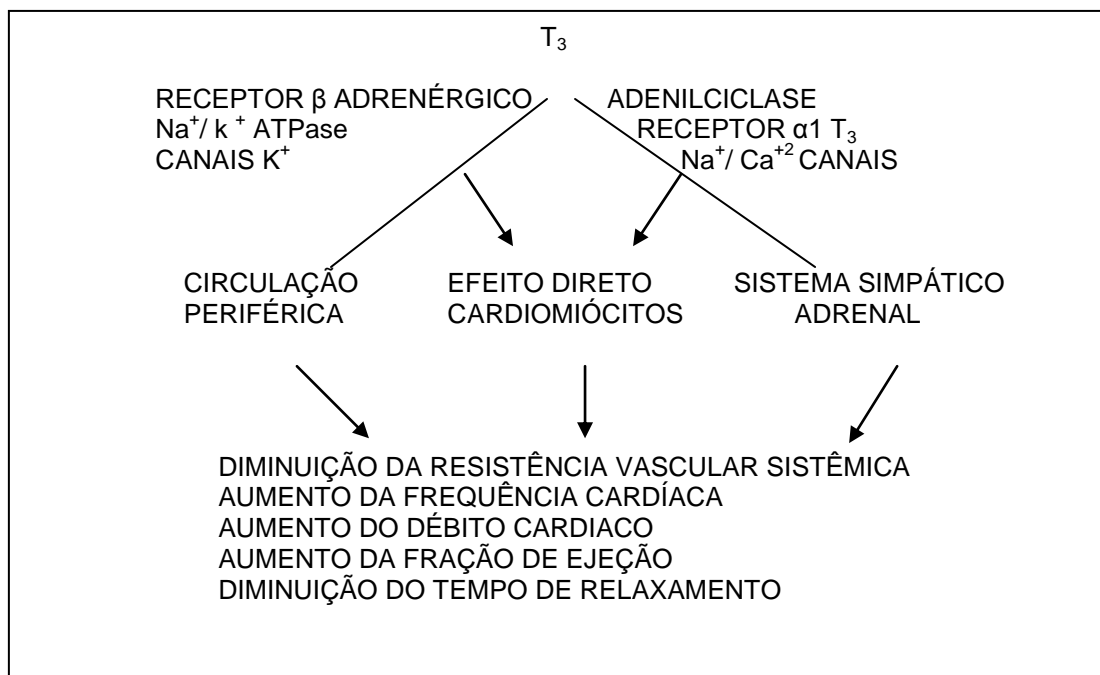 T₃
RECEPTOR β ADRENÉRGICO
Na⁺/ k ⁺ ATPase
CANAIS K⁺
ADENILCICLASE
RECEPTOR α1 T₃
Na⁺/ Ca⁺² CANAIS
CIRCULAÇÃO
PERIFÉRICA
EFEITO DIRETO
CARDIOMIÓCITOS
SISTEMA SIMPÁTICO
ADRENAL
DIMINUIÇÃO DA RESISTÊNCIA VASCULAR SISTÊMICA
AUMENTO DA FREQUÊNCIA CARDÍACA
AUMENTO DO DÉBITO CARDIACO
AUMENTO DA FRAÇÃO DE EJEÇÃO
DIMINUIÇÃO DO TEMPO DE RELAXAMENTO